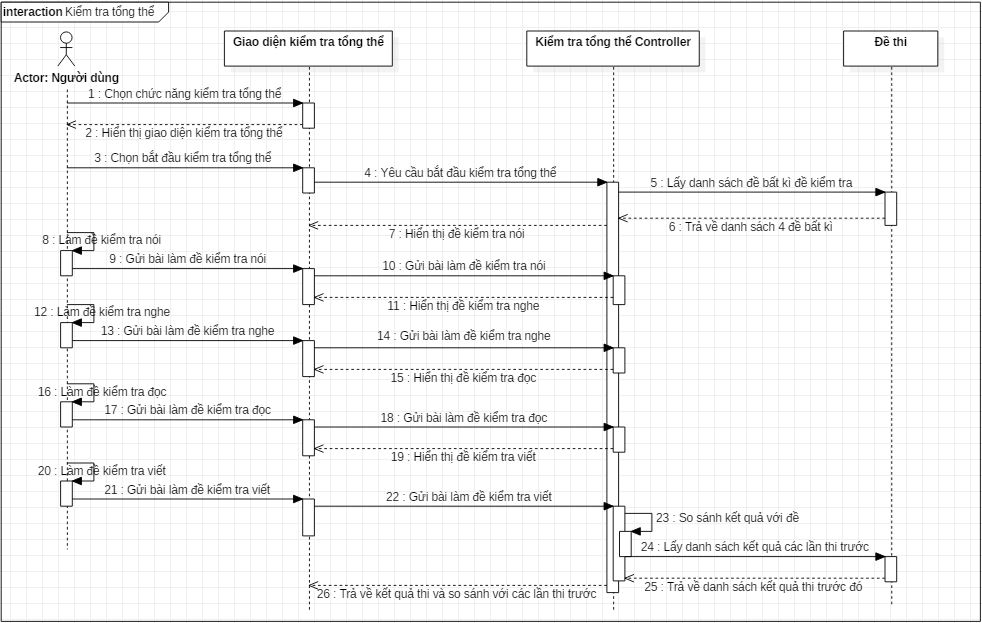 interaction Kiểm tra tổng thể
Giao diện kiểm tra tổng thể
Kiểm tra tổng thể Controller
Đề thi
Actor: Người dùng
1 : Chọn chức năng kiểm tra tổng thể
2 : Hiển thị giao diện kiểm tra tổng thể
3 : Chọn bắt đầu kiểm tra tổng thể
4 : Yêu cầu bắt đầu kiểm tra tổng thể
5 : Lấy danh sách đề bất kì đề kiểm tra
6 : Trả về danh sách 4 đề bất kì
7 : Hiển thị đề kiểm tra nói
8 : Làm đề kiểm tra nói
9 : Gửi bài làm đề kiểm tra nói
10 : Gửi bài làm đề kiểm tra nói
11 : Hiển thị đề kiểm tra nghe
12 : Làm đề kiểm tra nghe
13 : Gửi bài làm đề kiểm tra nghe
14 : Gửi bài làm đề kiểm tra nghe
15 : Hiển thị đề kiểm tra đọc
16 : Làm đề kiểm tra đọc
17 : Gửi bài làm đề kiểm tra đọc
18 : Gửi bài làm đề kiểm tra đọc
19 : Hiển thị đề kiểm tra viết
20 : Làm đề kiểm tra viết
21 : Gửi bài làm đề kiểm tra viết
22 : Gửi bài làm đề kiểm tra viết
23 : So sánh kết quả với đề
24 : Lấy danh sách kết quả các lần thi trước
25 : Trả về danh sách kết quả thi trước đó
26 : Trả về kết quả thi và so sánh với các lần thi trước